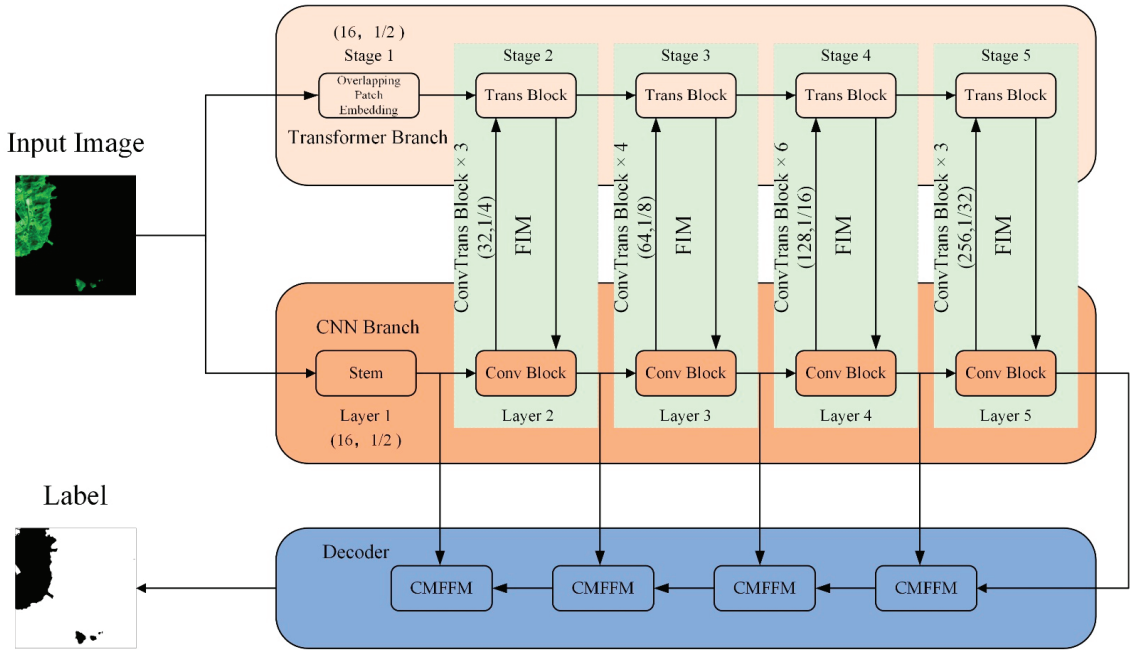 (16, 1/2 )
Stage 1
Stage 2
Stage 3
Stage 4
Stage 5
Overlapping
Patch
Embedding
Trans Block
Trans Block
Trans Block
Trans Block
Transformer Branch
Input Image
ConvTrans Block × 3
(32,1/4)
FIM
ConvTrans Block × 4
(64,1/8)
FIM
ConvTrans Block × 6
(128,1/16)
FIM
ConvTrans Block × 3
(256,1/32)
FIM
CNN Branch
Stem
Conv Block
Conv Block
Conv Block
Conv Block
Layer 1
Layer 2
Layer 3
Layer 4
Layer 5
(16, 1/2 )
Label
Decoder
CMFFM
CMFFM
CMFFM
CMFFM